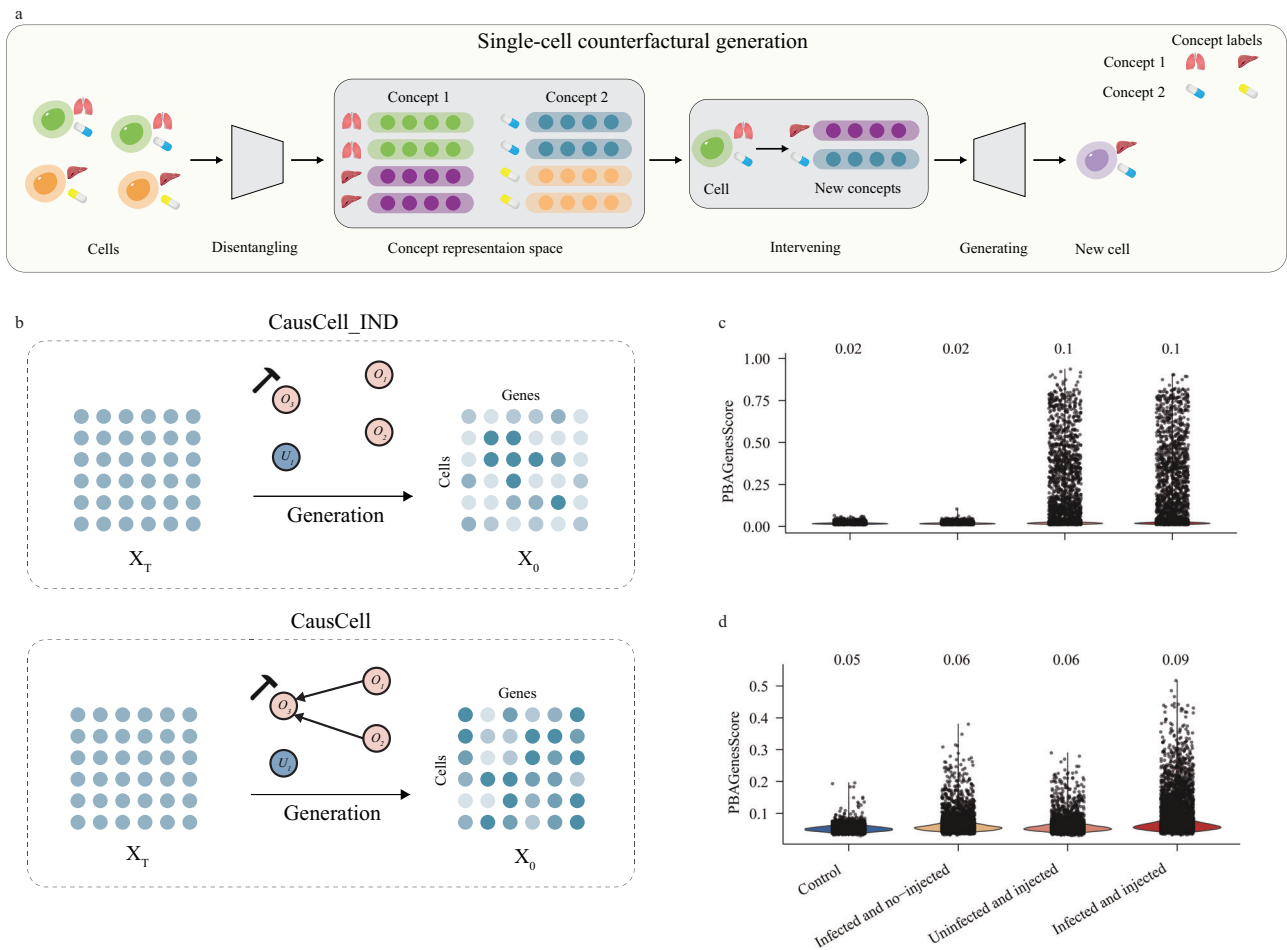 a
Single-cell counterfactural generation
Concept labels
Concept 1
Concept 2
Concept 1
Concept 2
Cell
New concepts
Cells
Disentangling
Concept representaion space
Intervening
Generating
New cell
b
CausCell_IND
O1
O3
O2
U1
Genes
Cells
Generation
XT
X0
CausCell
O1
O3
O2
U1
Genes
Cells
Generation
XT
X0
c
0.02 0.02 0.1 0.1
PBAGenesScore
1.00
0.75
0.50
0.25
0.00
d
0.05 0.06 0.06 0.09
PBAGenesScore
0.5
0.4
0.3
0.2
0.1
Control
Infected and no−injected
Uninfected and injected
Infected and injected